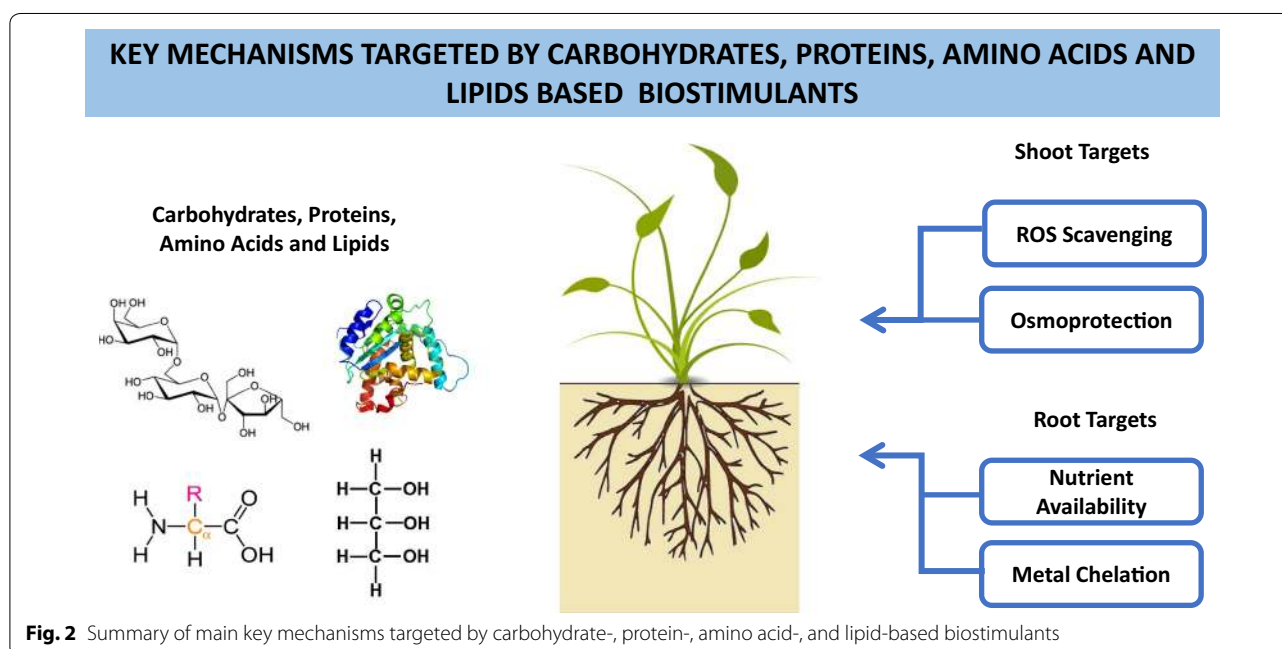 KEY MECHANISMS TARGETED BY CARBOHYDRATES, PROTEINS, AMINO ACIDS AND
LIPIDS BASED BIOSTIMULANTS
Carbohydrates, Proteins,
Amino Acids and Lipids
OH OH
O
HO
OH
HO
O
HO
O
HO
HO
OH
O
OH
O
OH
OH
OH
H
N
H
R
C
α
H
C
O
OH
H
H—C—OH
H—C—OH
H—C—OH
H
Shoot Targets
ROS Scavenging
Osmoprotection
Root Targets
Nutrient
Availability
Metal Chelation
Fig. 2 Summary of main key mechanisms targeted by carbohydrate-, protein-, amino acid-, and lipid-based biostimulants